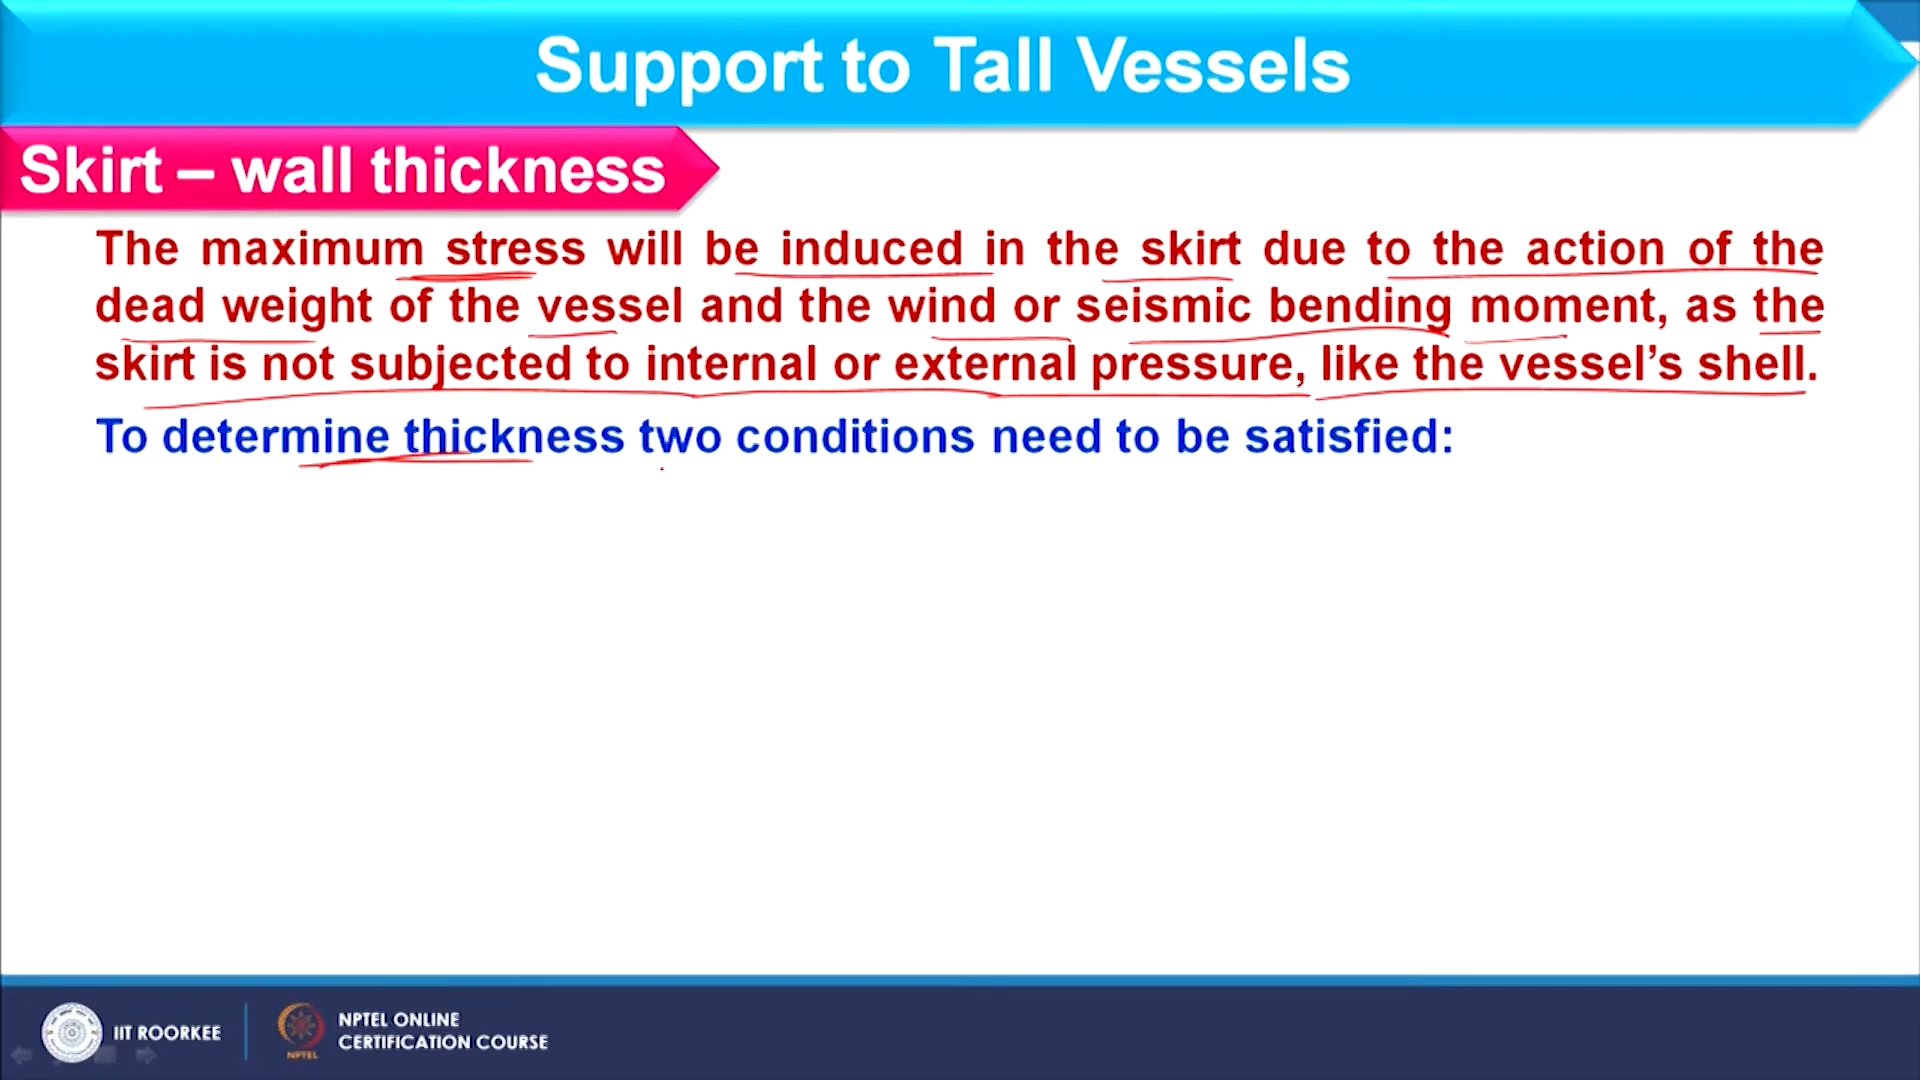 Support to Tall Vessels
Skirt – wall thickness
The maximum stress will be induced in the skirt due to the action of the
dead weight of the vessel and the wind or seismic bending moment, as the
skirt is not subjected to internal or external pressure, like the vessel’s shell.
To determine thickness two conditions need to be satisfied:
IIT ROORKEE
NPTEL
NPTEL ONLINE
CERTIFICATION COURSE